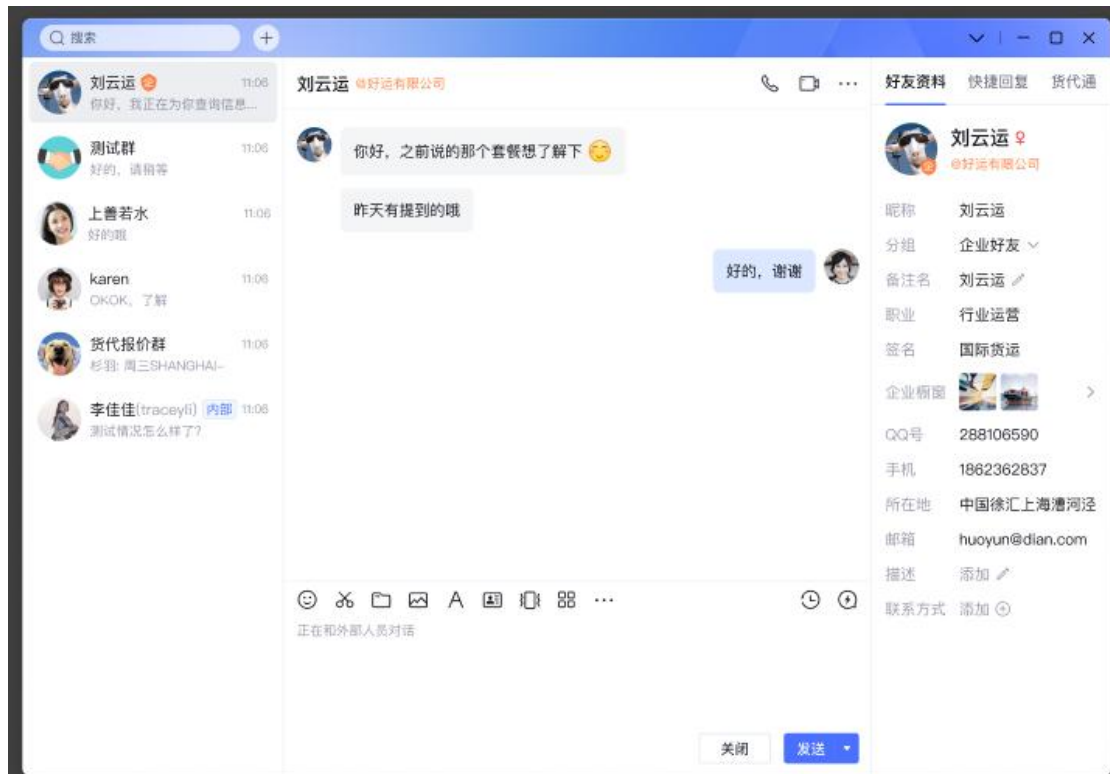 搜索
刘云运 11:06
你好，我正在为你查询信息...
测试群 11:06
好的，请稍等
上善若水 11:06
好的哦
karen 11:06
OKOK，了解
货代报价群 11:06
杉羽: 周三SHANGHAI-
李佳佳(traceyli) 内部 11:06
测试情况怎么样了?
刘云运 @好运有限公司
你好，之前说的那个套餐想了解下
昨天有提到的哦
好的，谢谢
正在和外部人员对话
关闭 发送
好友资料 快捷回复 货代通
刘云运
@好运有限公司
昵称 刘云运
分组 企业好友
备注名 刘云运
职业 行业运营
签名 国际货运
企业橱窗
QQ号 288106590
手机 1862362837
所在地 中国徐汇上海漕河泾
邮箱 huoyun@dian.com
描述 添加
联系方式 添加